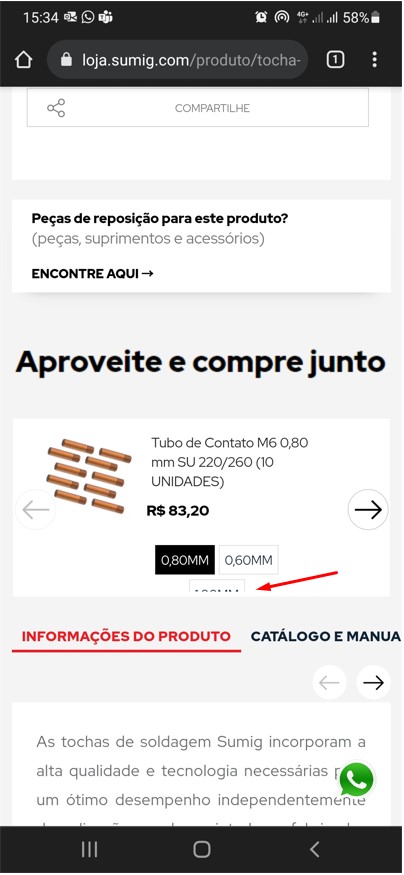 15:34 4G+ 58%
loja.sumig.com/produto/tocha- 1
COMPARTILHE
Peças de reposição para este produto?
(peças, suprimentos e acessórios)
ENCONTRE AQUI →
Aproveite e compre junto
Tubo de Contato M6 0,80
mm SU 220/260 (10
UNIDADES)
R$ 83,20
0,80MM 0,60MM
INFORMAÇÕES DO PRODUTO CATÁLOGO E MANUA
As tochas de soldagem Sumig incorporam a
alta qualidade e tecnologia necessárias
um ótimo desempenho independentemente